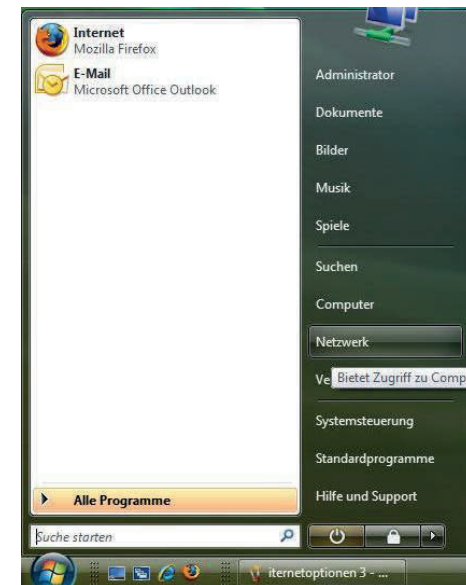 Internet
Mozilla Firefox
E-Mail
Microsoft Office Outlook
Alle Programme
Suche starten
Administrator
Dokumente
Bilder
Musik
Spiele
Suchen
Computer
Netzwerk
Ve
Bietet Zugriff zu Comp
Systemsteuerung
Standardprogramme
Hilfe und Support
iternetoptionen 3 - ...